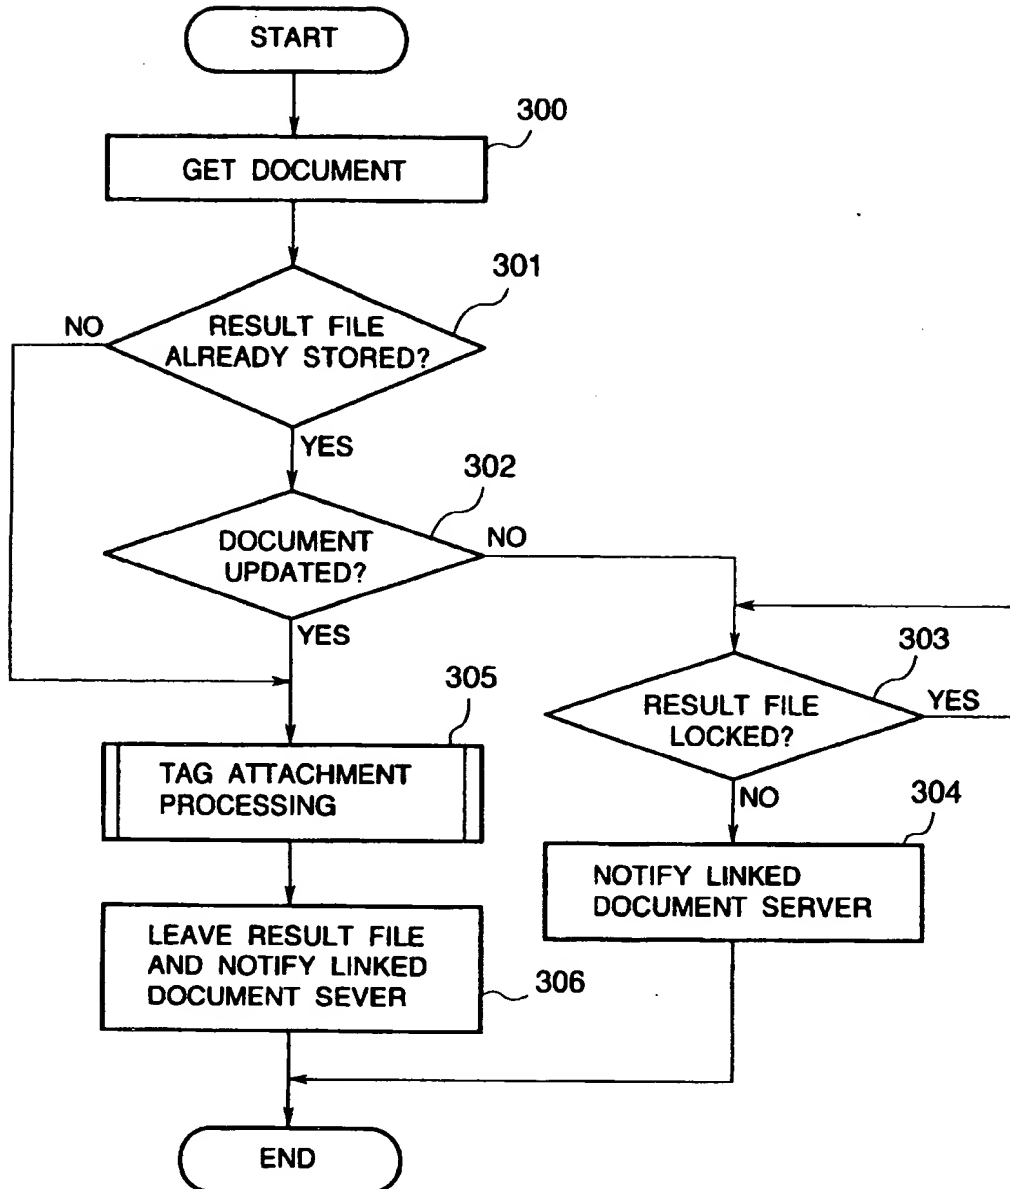 START
300
GET DOCUMENT
301
NO
RESULT FILE
ALREADY STORED?
YES
302
DOCUMENT
UPDATED?
NO
YES
303
RESULT FILE
LOCKED?
YES
NO
305
TAG ATTACHMENT
PROCESSING
304
NOTIFY LINKED
DOCUMENT SERVER
LEAVE RESULT FILE
AND NOTIFY LINKED
DOCUMENT SEVER
306
END